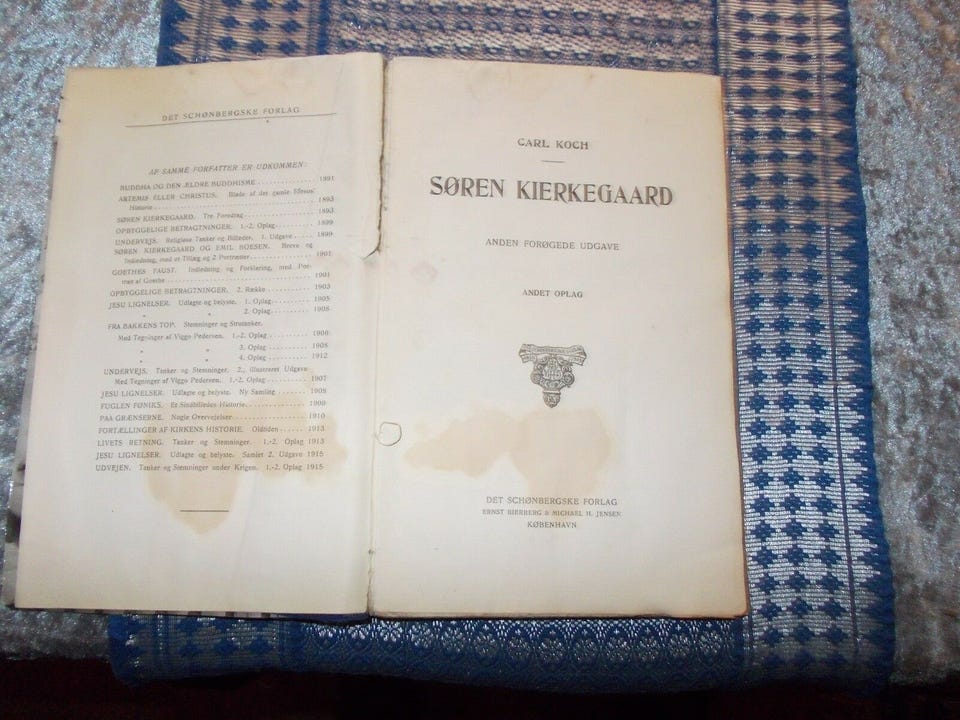 DET SCHØNBERGSKE FORLAG
AF SAMME FORFATTER ER UDKOMMEN:
BUDDHA OG DEN ÆLDRE BUDDHISME 1891
ARTEMIS ELLER CHRISTUS. Blade af det gamle Efesus'
Historie 1893
SØREN KIERKEGAARD. Tre Foredrag 1893
OPBYGGELIGE BETRAGTNINGER. 1.-2. Oplag 1899
UNDERVEJS. Religiøse Tanker og Billeder. 1. Udgave 1899
SØREN KIERKEGAARD OG EMIL BOESEN. Breve og
Indledning, med et Tillæg og 2 Portrætter 1901
GOETHES FAUST. Indledning og Forklaring, med Por-
træt af Goethe 1901
OPBYGGELIGE BETRAGTNINGER. 2. Række 1903
JESU LIGNELSER. Udlagte og belyste. 1. Oplag 1905
" " 2. Oplag 1908
FRA BAKKENS TOP. Stemninger og Strøtanker.
Med Tegninger af Viggo Pedersen. 1.-2. Oplag 1906
" " 3. Oplag 1908
" " 4. Oplag 1912
UNDERVEJS. Tanker og Stemninger. 2., illustreret Udgave
Med Tegninger af Viggo Pedersen. 1.-2. Oplag 1907
JESU LIGNELSER. Udlagte og belyste. Ny Samling 1908
FUGLEN FØNIKS. Et Sindbilledes Historie 1909
PAA GRÆNSERNE. Nogle Overvejelser 1910
FORTÆLLINGER AF KIRKENS HISTORIE. Oldtiden 1913
LIVETS RETNING. Tanker og Stemninger. 1.-2. Oplag 1913
JESU LIGNELSER. Udlagte og belyste. Samlet 2. Udgave 1915
UDVEJEN. Tanker og Stemninger under Krigen. 1.-2. Oplag 1915
CARL KOCH
SØREN KIERKEGAARD
ANDEN FORØGEDE UDGAVE
ANDET OPLAG
DET SCHØNBERGSKE FORLAG
ERNST BIERBERG & MICHAEL H. JENSEN
KØBENHAVN